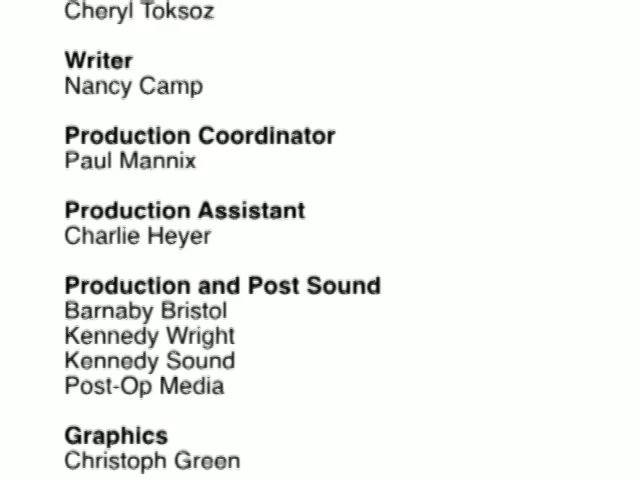 Cheryl Toksoz
Writer
Nancy Camp
Production Coordinator
Paul Mannix
Production Assistant
Charlie Heyer
Production and Post Sound
Barnaby Bristol
Kennedy Wright
Kennedy Sound
Post-Op Media
Graphics
Christoph Green